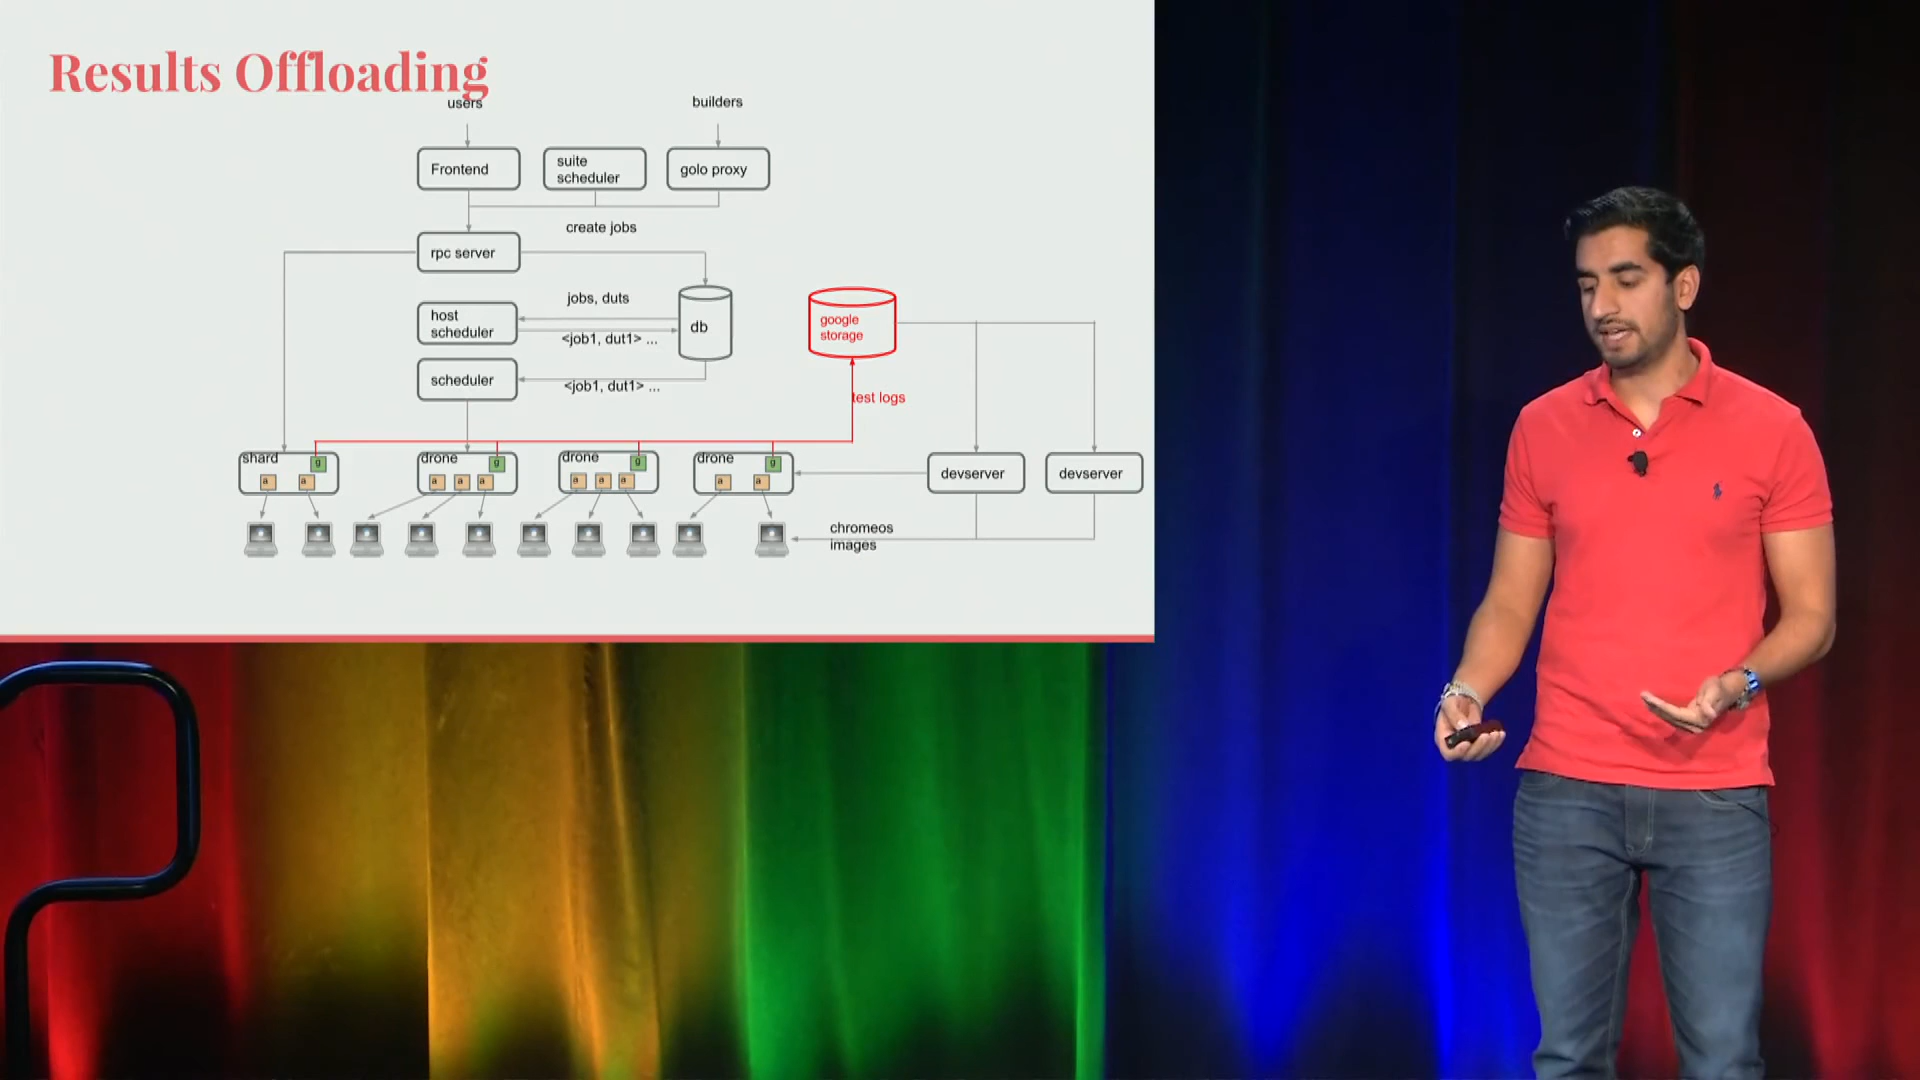 Results Offloading
users
builders
Frontend
suite
scheduler
golo proxy
create jobs
rpc server
jobs, duts
host
scheduler
<job1, dut1> ...
db
google
storage
scheduler
<job1, dut1> ...
test logs
shard
g
a
a
drone
g
a
a
a
drone
g
a
a
a
drone
g
a
a
devserver
devserver
chromeos
images